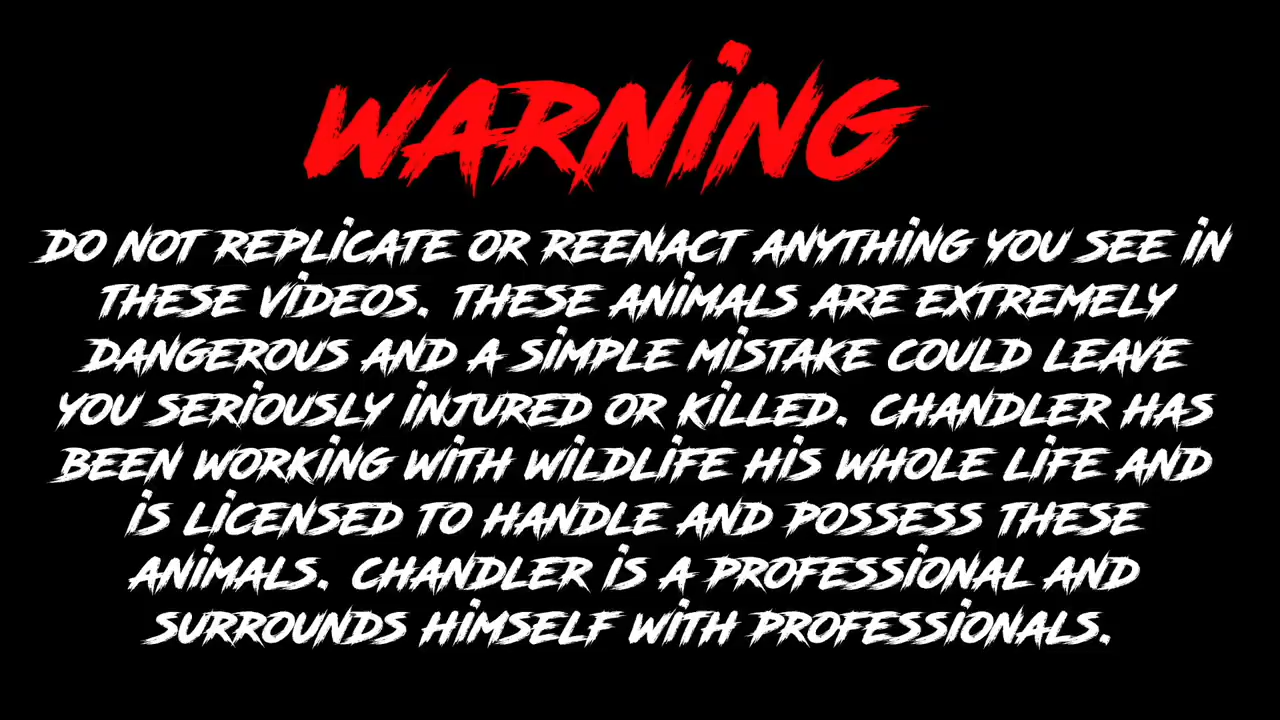 WARNING
DO NOT REPLICATE OR REENACT ANYTHING YOU SEE IN
THESE VIDEOS. THESE ANIMALS ARE EXTREMELY
DANGEROUS AND A SIMPLE MISTAKE COULD LEAVE
YOU SERIOUSLY INJURED OR KILLED. CHANDLER HAS
BEEN WORKING WITH WILDLIFE HIS WHOLE LIFE AND
IS LICENSED TO HANDLE AND POSSESS THESE
ANIMALS. CHANDLER IS A PROFESSIONAL AND
SURROUNDS HIMSELF WITH PROFESSIONALS.